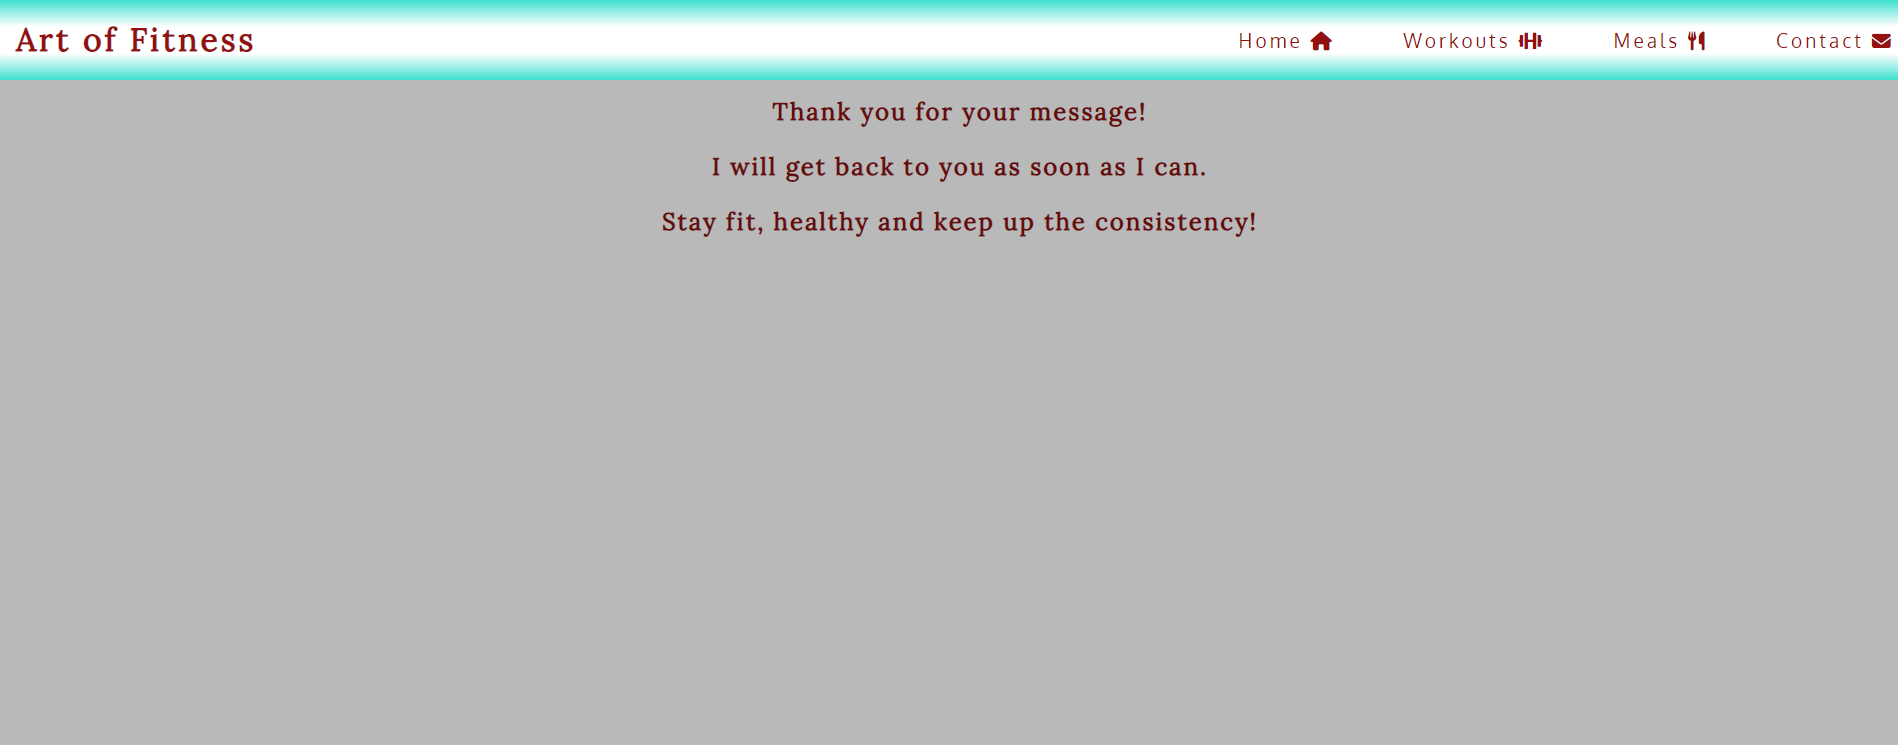 Art of Fitness
Home
Workouts
Meals
Contact
Thank you for your message!
I will get back to you as soon as I can.
Stay fit, healthy and keep up the consistency!